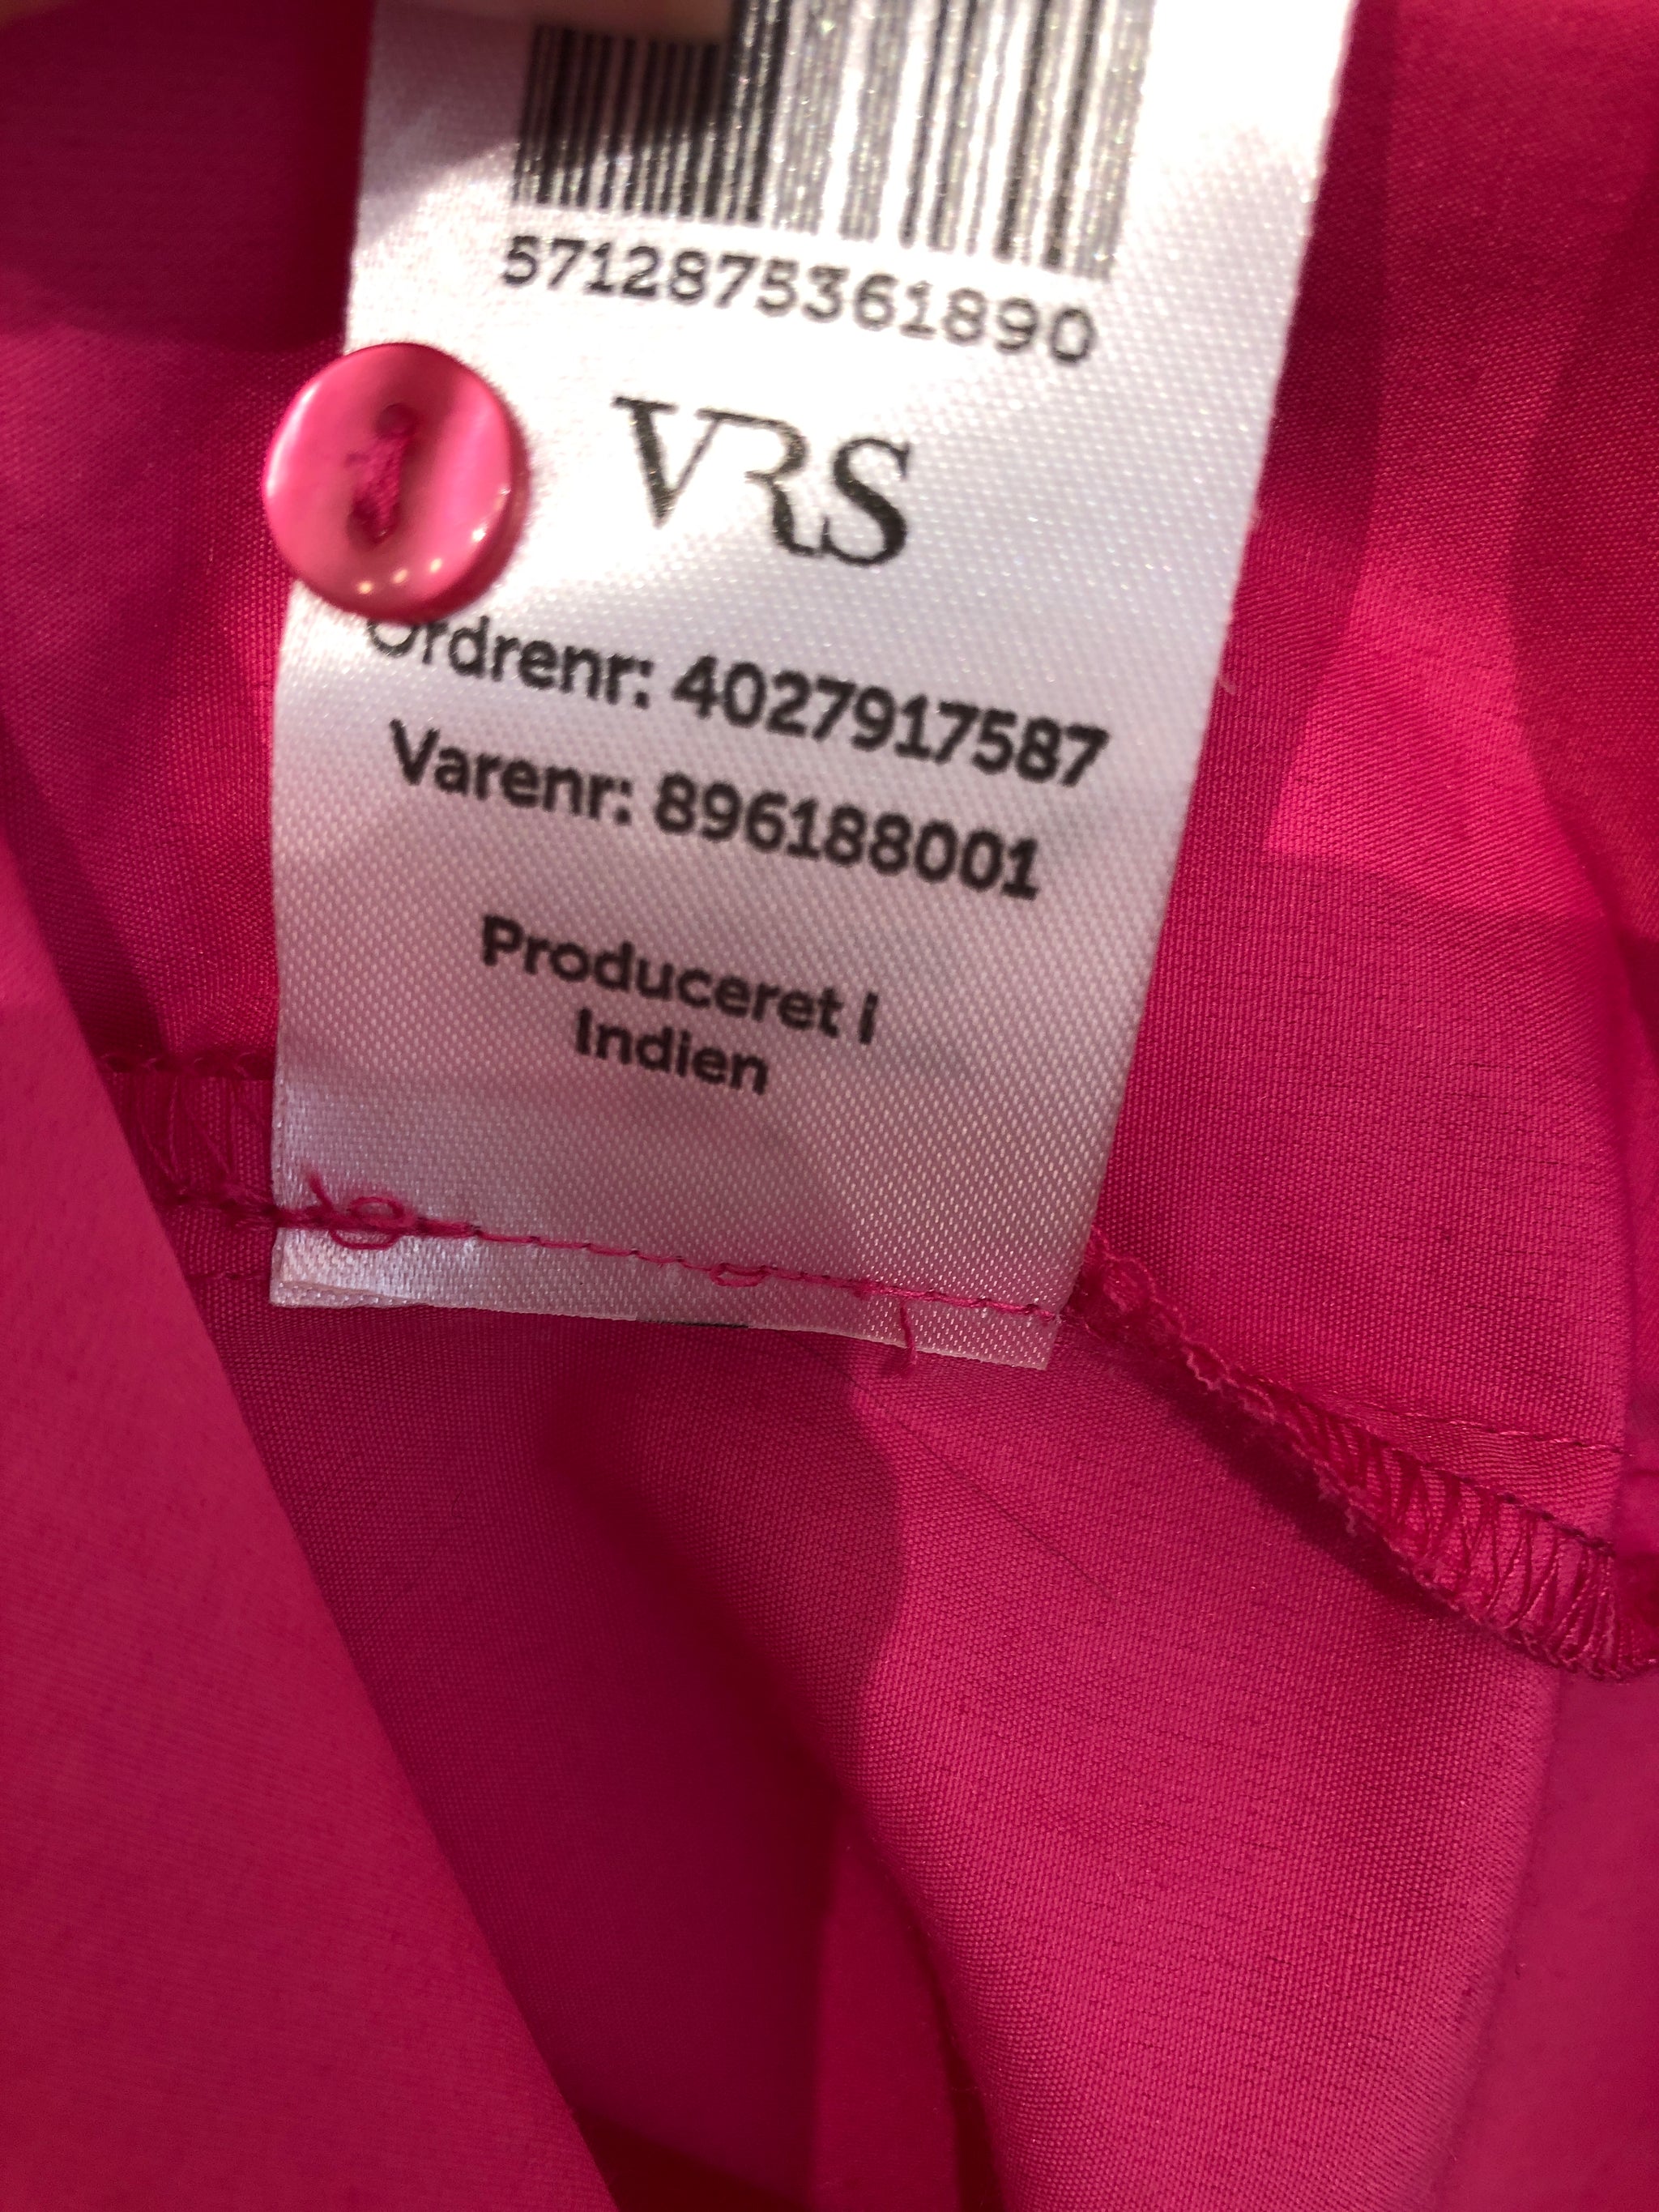 5712875361890
VRS
Ordrenr: 4027917587
Varenr: 896188001
Produceret i
Indien